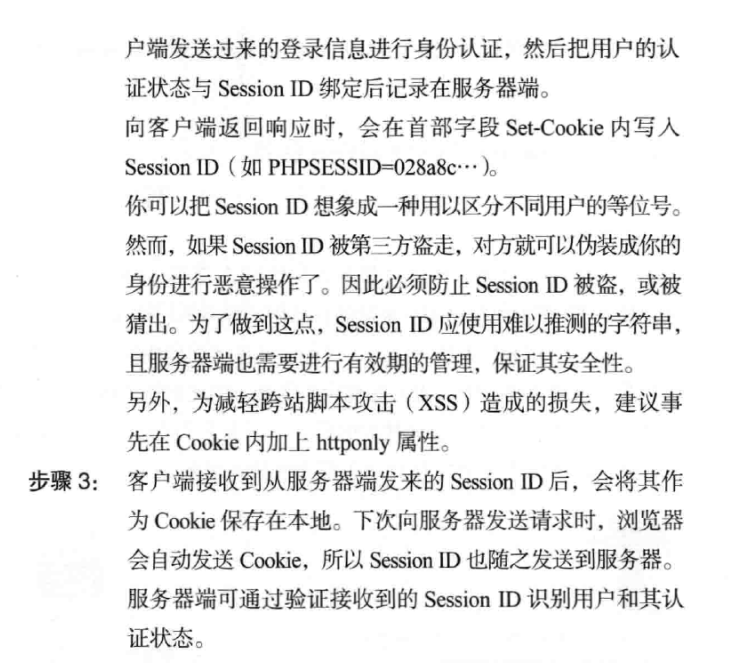 户端发送过来的登录信息进行身份认证，然后把用户的认
证状态与 Session ID 绑定后记录在服务器端。
向客户端返回响应时，会在首部字段 Set-Cookie 内写入
Session ID（如 PHPSESSID=028a8c…）。
你可以把 Session ID 想象成一种用以区分不同用户的等位号。
然而，如果 Session ID 被第三方盗走，对方就可以伪装成你的
身份进行恶意操作了。因此必须防止 Session ID 被盗，或被
猜出。为了做到这点，Session ID 应使用难以推测的字符串，
且服务器端也需要进行有效期的管理，保证其安全性。
另外，为减轻跨站脚本攻击（XSS）造成的损失，建议事
先在 Cookie 内加上 httponly 属性。
步骤 3： 客户端接收到从服务器端发来的 Session ID 后，会将其作
为 Cookie 保存在本地。下次向服务器发送请求时，浏览器
会自动发送 Cookie，所以 Session ID 也随之发送到服务器。
服务器端可通过验证接收到的 Session ID 识别用户和其认
证状态。